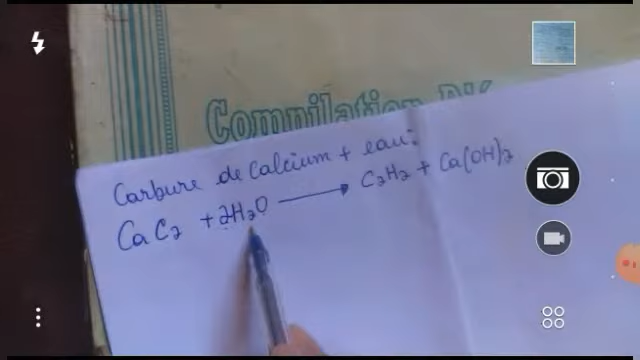 Compilation
Carbure de Calcium + eau:
CaC₂ + 2H₂O ⟶ C₂H₂ + Ca(OH)₂